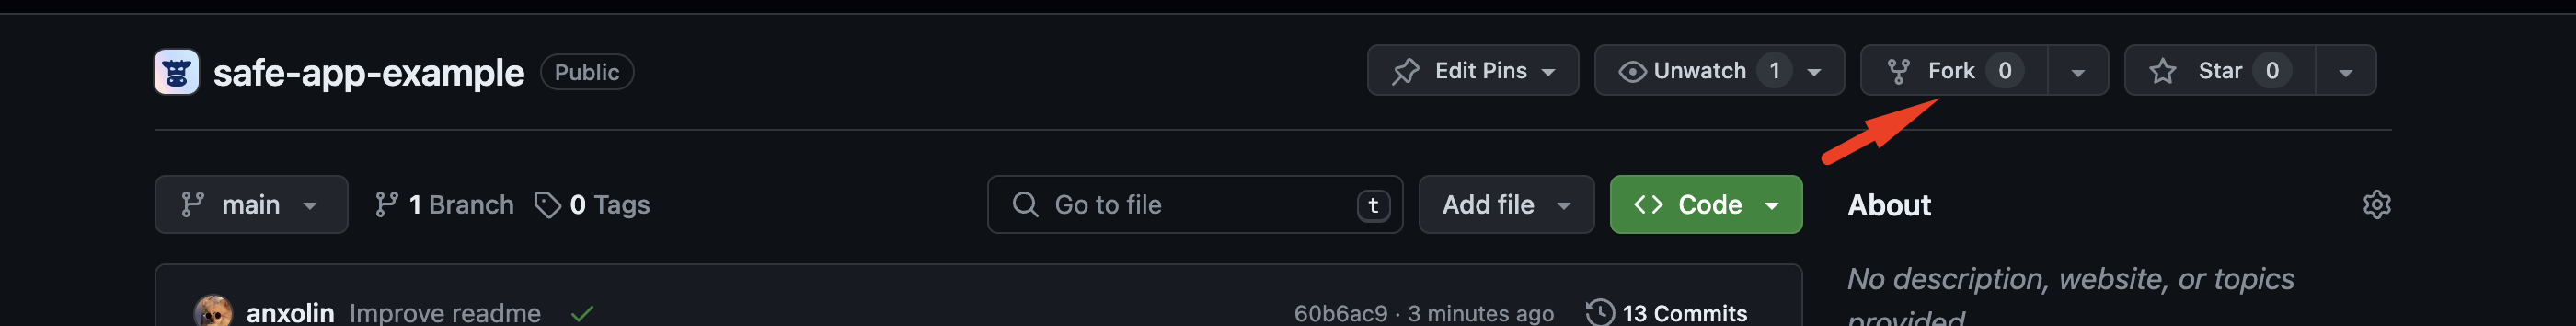 safe-app-example Public Edit Pins Unwatch 1 Fork 0 Star 0
main 1 Branch 0 Tags Go to file t Add file Code About
No description, website, or topics
provided
anxolin Improve readme 60b6ac9 · 3 minutes ago 13 Commits